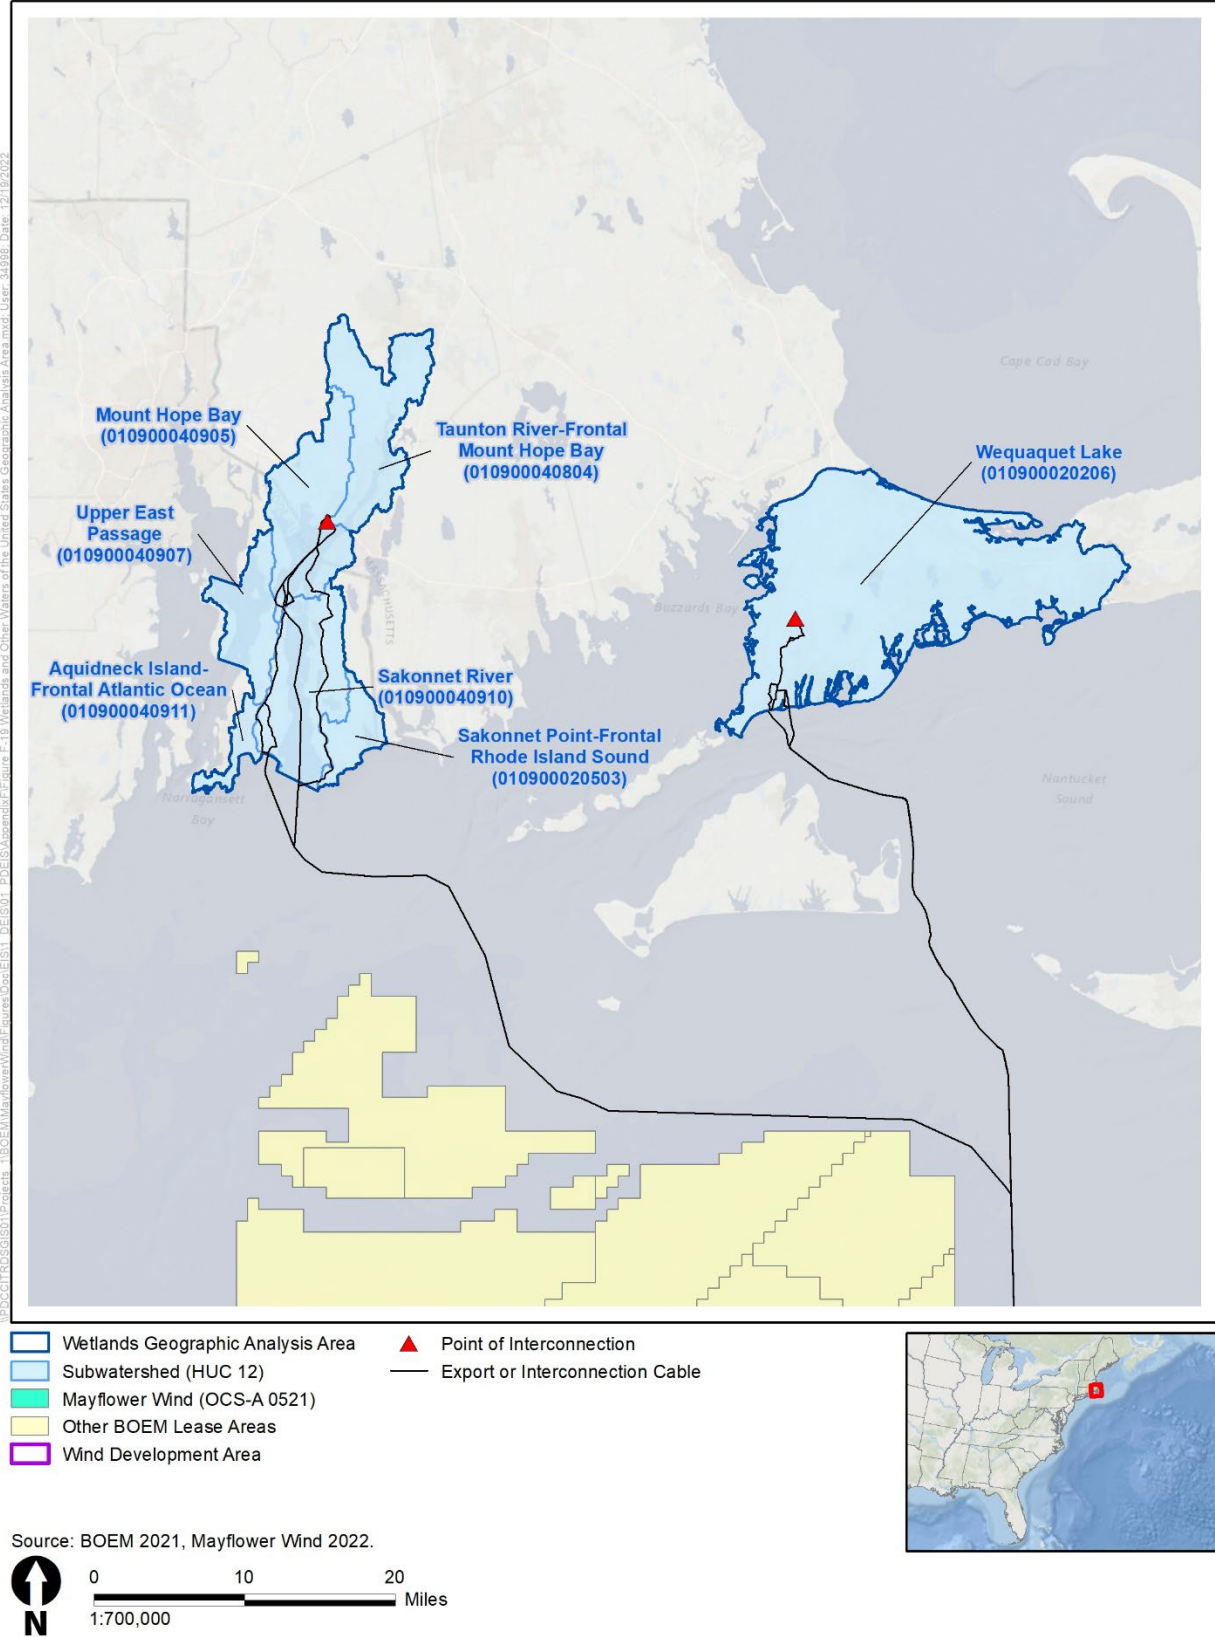 Cape Cod Bay
Mount Hope Bay
(010900040905)
Taunton River-Frontal
Mount Hope Bay
(010900040804)
Wequaquet Lake
(010900020206)
Upper East
Passage
(010900040907)
MASSACHUSETTS
Buzzards Bay
Aquidneck Island-
Frontal Atlantic Ocean
(010900040911)
Sakonnet River
(010900040910)
Sakonnet Point-Frontal
Rhode Island Sound
(010900020503)
Narragansett
Bay
Nantucket
Sound
Wetlands Geographic Analysis Area
Subwatershed (HUC 12)
Mayflower Wind (OCS-A 0521)
Other BOEM Lease Areas
Wind Development Area
Point of Interconnection
Export or Interconnection Cable
Source: BOEM 2021, Mayflower Wind 2022.
N
0 10 20
Miles
1:700,000